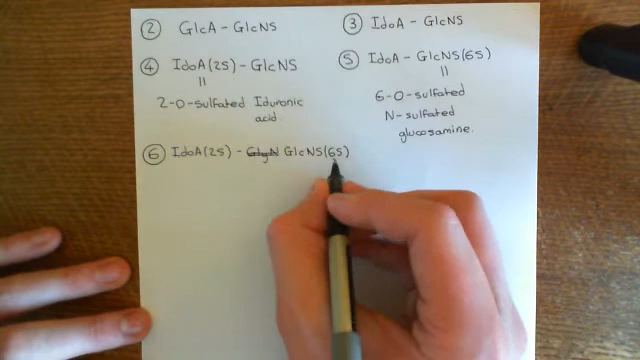 ② GlcA - GlcNS
③ IdoA - GlcNS
④ IdoA(2S) - GlcNS
=
2-O-sulfated Iduronic
acid.
⑤ IdoA - GlcNS(6S)
=
6-O-sulfated
N-sulfated
glucosamine.
⑥ IdoA(2S) - GlcNS(6S)